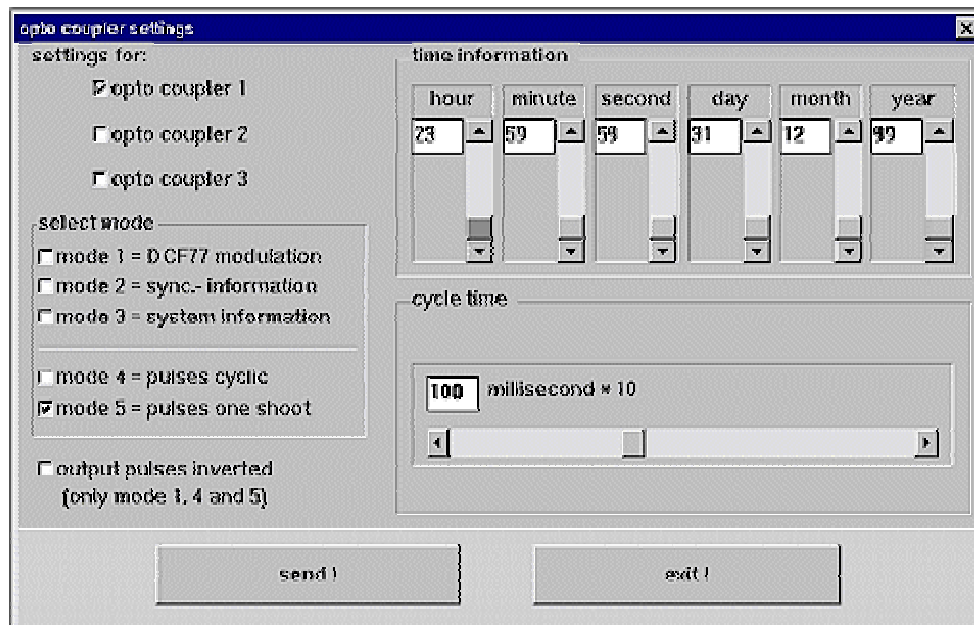 opto coupler settings
settings for:
opto coupler 1
opto coupler 2
opto coupler 3
select mode
mode 1 = DCF77 modulation
mode 2 = sync.- information
mode 3 = system information
mode 4 = pulses cyclic
mode 5 = pulses one shoot
output pulses inverted
(only mode 1, 4 and 5)
time information
hour minute second day month year
23 59 59 31 12 99
cycle time
100 millisecond * 10
send !
exit !